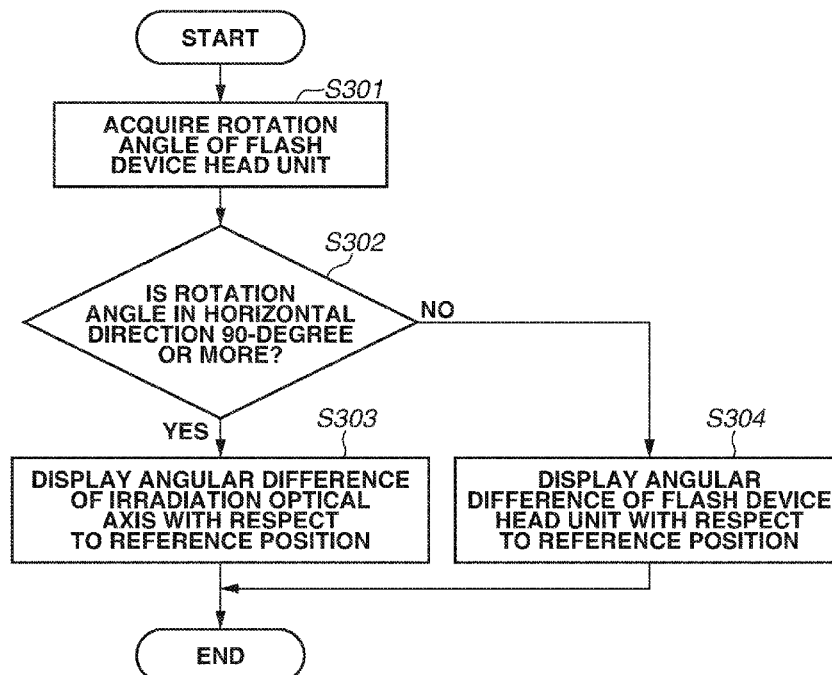 START
S301
ACQUIRE ROTATION
ANGLE OF FLASH
DEVICE HEAD UNIT
S302
IS ROTATION
ANGLE IN HORIZONTAL
DIRECTION 90-DEGREE
OR MORE?
NO
YES
S303
DISPLAY ANGULAR DIFFERENCE
OF IRRADIATION OPTICAL
AXIS WITH RESPECT
TO REFERENCE POSITION
S304
DISPLAY ANGULAR
DIFFERENCE OF FLASH DEVICE
HEAD UNIT WITH RESPECT
TO REFERENCE POSITION
END